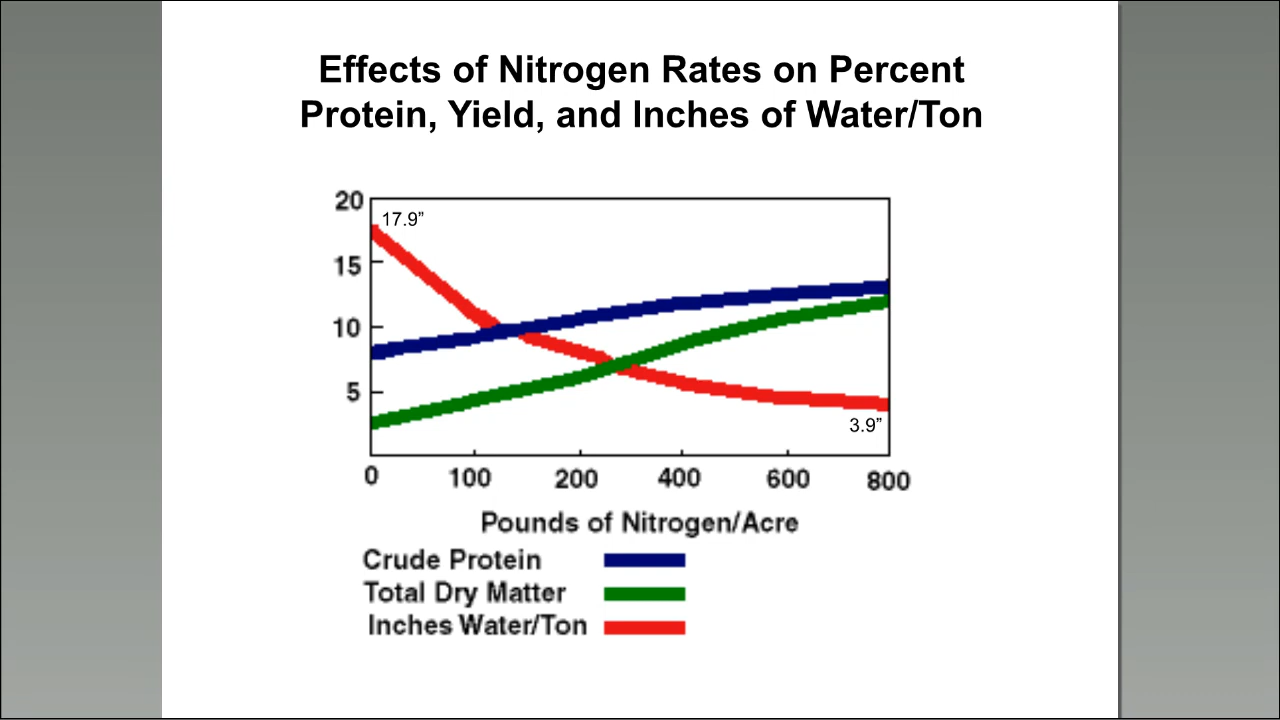 Effects of Nitrogen Rates on Percent
Protein, Yield, and Inches of Water/Ton
20
17.9”
15
10
5
3.9”
0 100 200 400 600 800
Pounds of Nitrogen/Acre
Crude Protein
Total Dry Matter
Inches Water/Ton